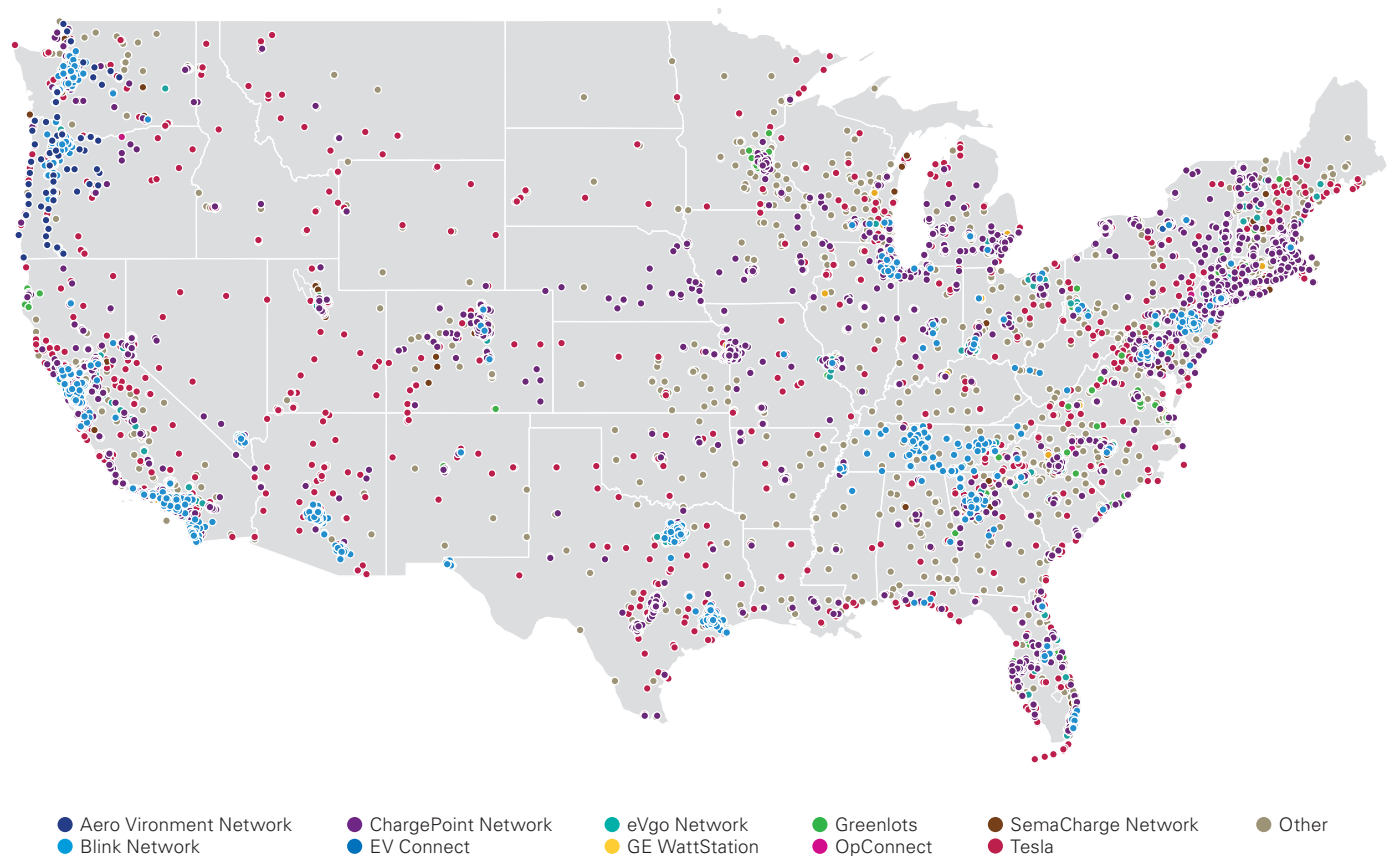 Aero Vironment Network
ChargePoint Network
eVgo Network
Greenlots
SemaCharge Network
Other
Blink Network
EV Connect
GE WattStation
OpConnect
Tesla